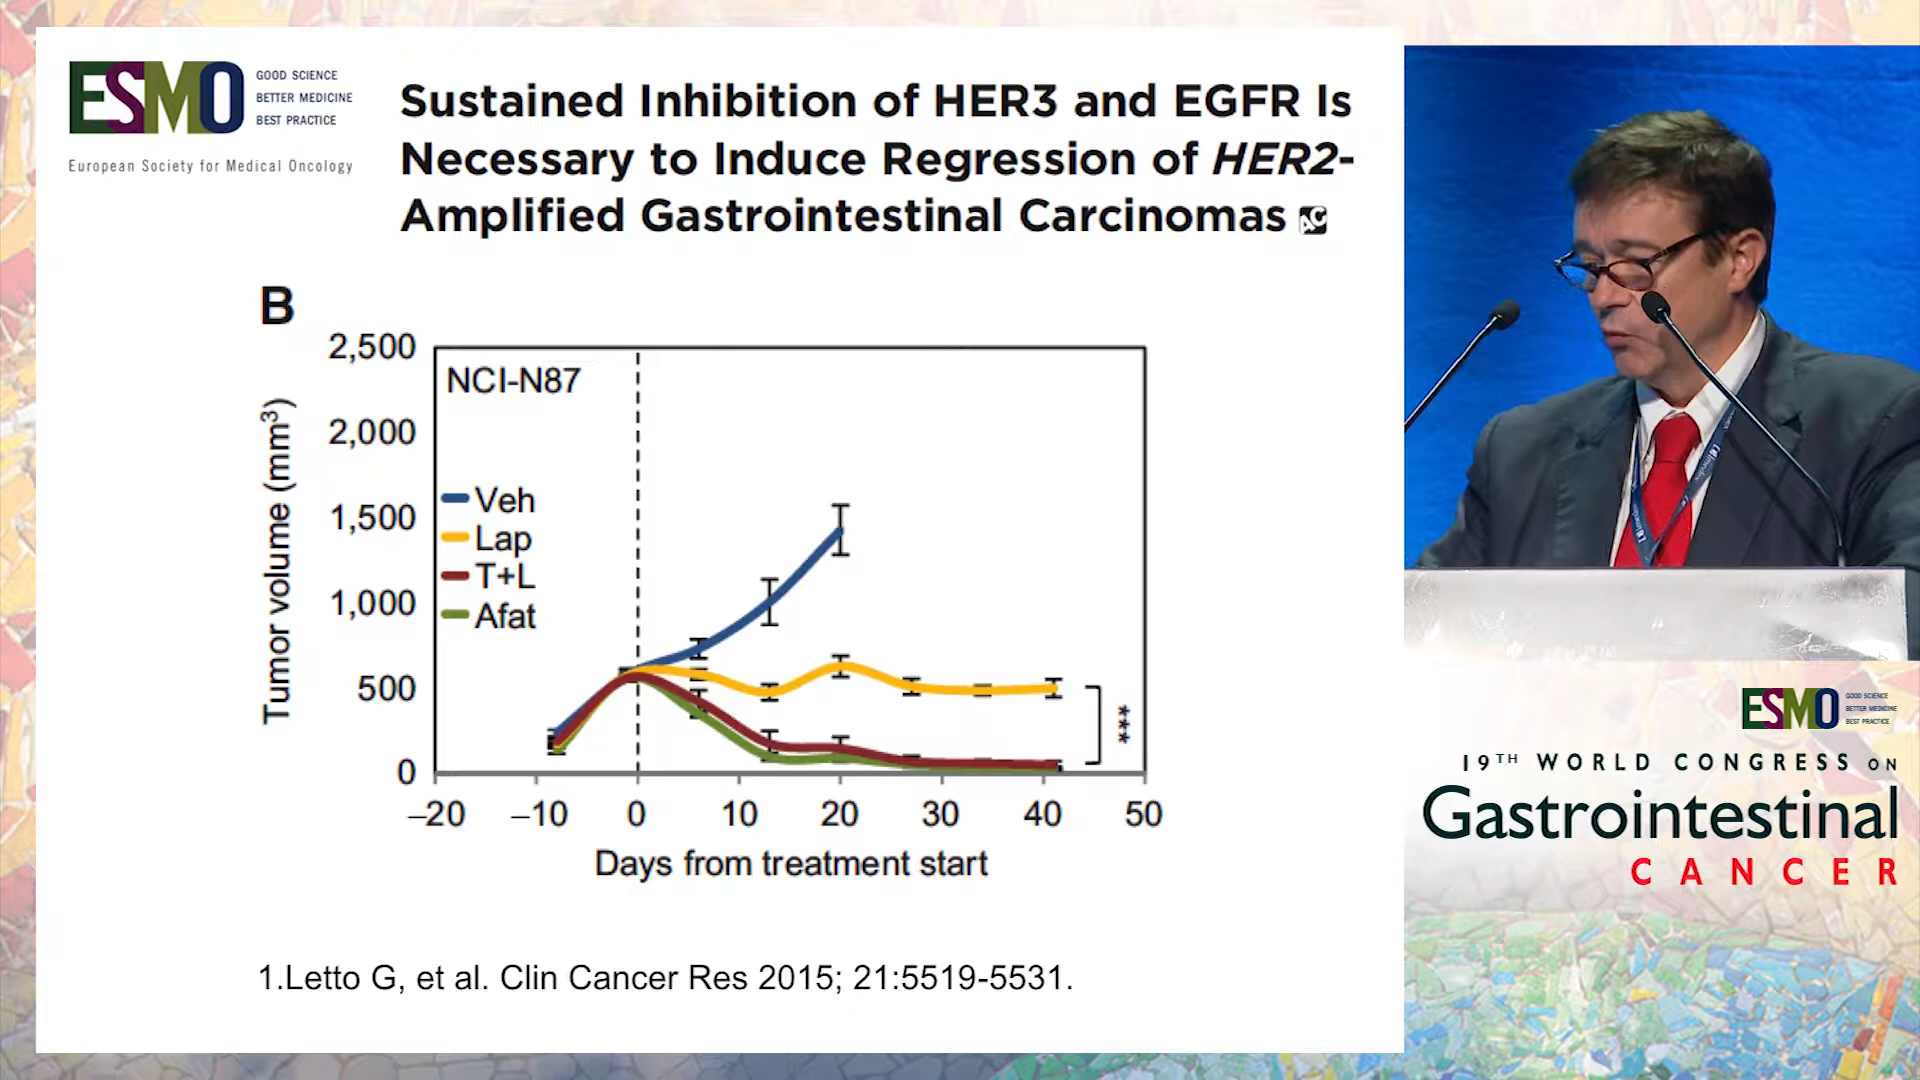 ESMO
GOOD SCIENCE
BETTER MEDICINE
BEST PRACTICE
European Society for Medical Oncology
Sustained Inhibition of HER3 and EGFR Is
Necessary to Induce Regression of HER2-
Amplified Gastrointestinal Carcinomas
B
NCI-N87
2,500
2,000
1,500
1,000
500
0
Tumor volume (mm³)
Veh
Lap
T+L
Afat
***
–20 –10 0 10 20 30 40 50
Days from treatment start
1.Letto G, et al. Clin Cancer Res 2015; 21:5519-5531.
ESMO
GOOD SCIENCE
BETTER MEDICINE
BEST PRACTICE
19TH WORLD CONGRESS ON
Gastrointestinal
CANCER